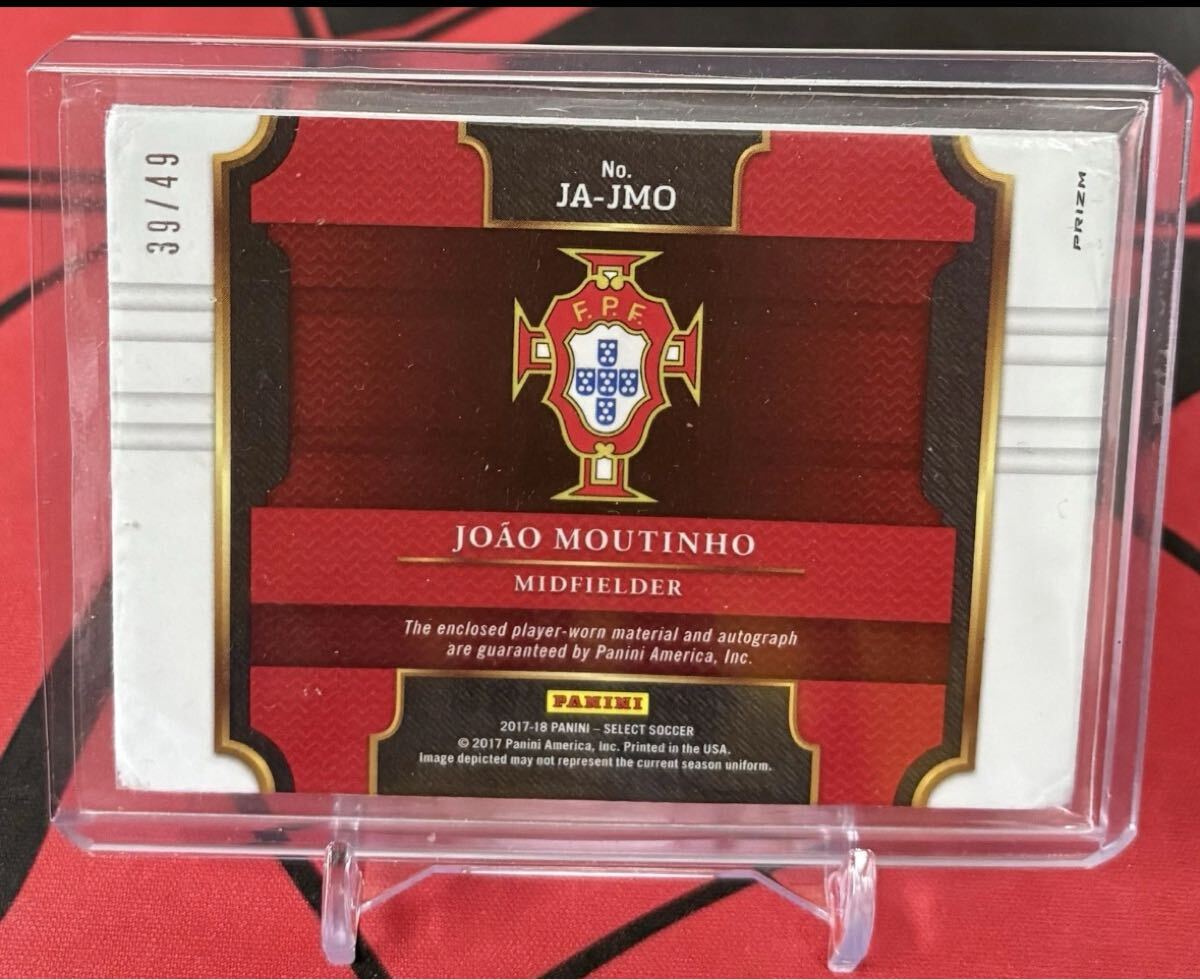 39/49
No.
JA-JMO
PRIZM
F.P.F.
JOÃO MOUTINHO
MIDFIELDER
The enclosed player-worn material and autograph
are guaranteed by Panini America, Inc.
PANINI
2017-18 PANINI – SELECT SOCCER
© 2017 Panini America, Inc. Printed in the USA.
Image depicted may not represent the current season uniform.